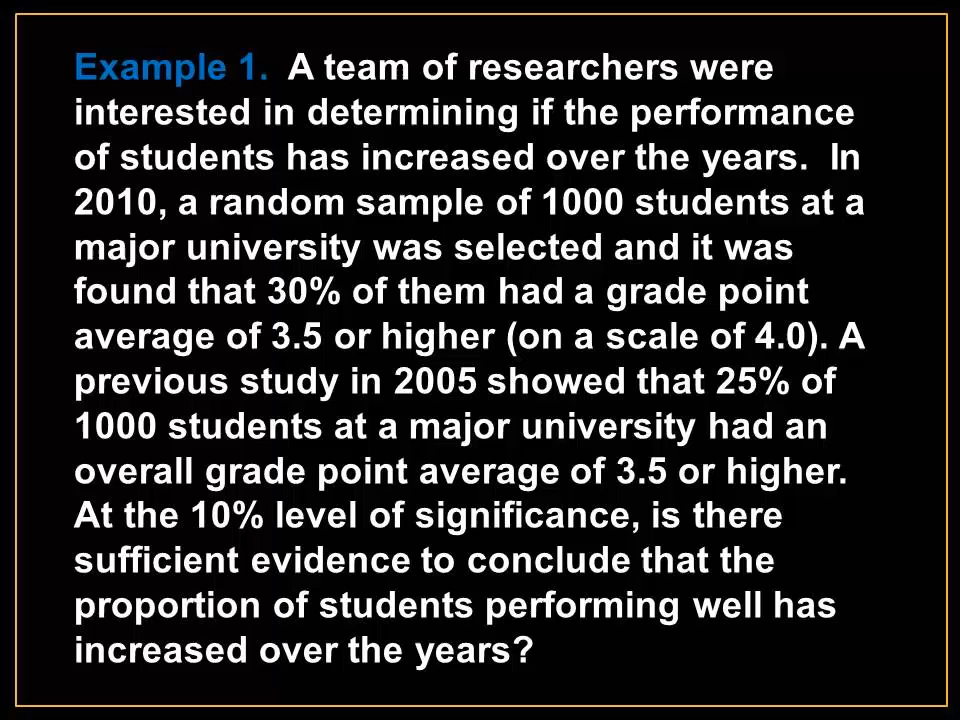 Example 1.  A team of researchers were
interested in determining if the performance
of students has increased over the years.  In
2010, a random sample of 1000 students at a
major university was selected and it was
found that 30% of them had a grade point
average of 3.5 or higher (on a scale of 4.0). A
previous study in 2005 showed that 25% of
1000 students at a major university had an
overall grade point average of 3.5 or higher.
At the 10% level of significance, is there
sufficient evidence to conclude that the
proportion of students performing well has
increased over the years?